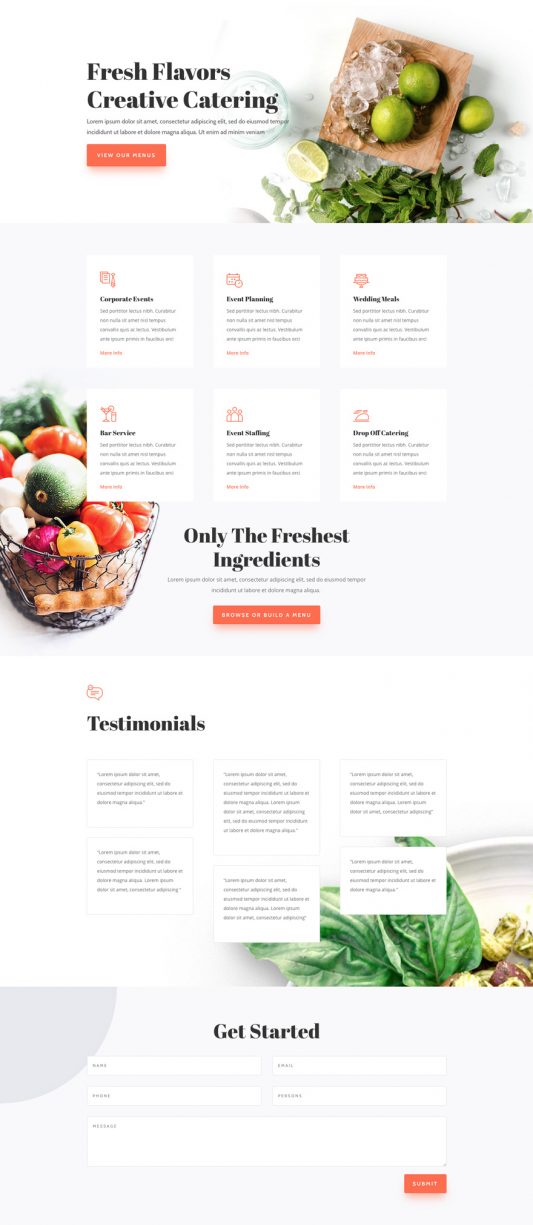 Fresh Flavors
Creative Catering
Lorem ipsum dolor sit amet, consectetur adipiscing elit, sed do eiusmod tempor
incididunt ut labore et dolore magna aliqua. Ut enim ad minim veniam
VIEW OUR MENUS
Corporate Events
Sed porttitor lectus nibh. Curabitur
non nulla sit amet nisl tempus
convallis quis ac lectus. Vestibulum
ante ipsum primis in faucibus orci
More Info
Event Planning
Sed porttitor lectus nibh. Curabitur
non nulla sit amet nisl tempus
convallis quis ac lectus. Vestibulum
ante ipsum primis in faucibus orci
More Info
Wedding Meals
Sed porttitor lectus nibh. Curabitur
non nulla sit amet nisl tempus
convallis quis ac lectus. Vestibulum
ante ipsum primis in faucibus orci
More Info
Bar Service
Sed porttitor lectus nibh. Curabitur
non nulla sit amet nisl tempus
convallis quis ac lectus. Vestibulum
ante ipsum primis in faucibus orci
More Info
Event Staffing
Sed porttitor lectus nibh. Curabitur
non nulla sit amet nisl tempus
convallis quis ac lectus. Vestibulum
ante ipsum primis in faucibus orci
More Info
Drop Off Catering
Sed porttitor lectus nibh. Curabitur
non nulla sit amet nisl tempus
convallis quis ac lectus. Vestibulum
ante ipsum primis in faucibus orci
More Info
Only The Freshest
Ingredients
Lorem ipsum dolor sit amet, consectetur adipiscing elit, sed do eiusmod tempor
incididunt ut labore et dolore magna aliqua.
BROWSE OR BUILD A MENU
Testimonials
"Lorem ipsum dolor sit amet,
consectetur adipiscing elit, sed do
eiusmod tempor incididunt ut labore et
dolore magna aliqua."
"Lorem ipsum dolor sit amet,
consectetur adipiscing elit, sed do
eiusmod tempor incididunt ut labore et
dolore magna aliqua. Lorem ipsum
dolor sit amet, consectetur adipiscing "
"Lorem ipsum dolor sit amet,
consectetur adipiscing elit, sed do
eiusmod tempor incididunt ut labore et
dolore magna aliqua. Lorem ipsum
dolor sit amet, consectetur adipiscing
elit, sed do eiusmod tempor incididunt
ut labore et dolore magna aliqua."
"Lorem ipsum dolor sit amet,
consectetur adipiscing elit, sed do
eiusmod tempor incididunt ut labore et
dolore magna aliqua. Lorem ipsum
dolor sit amet, consectetur adipiscing"
"Lorem ipsum dolor sit amet,
consectetur adipiscing elit, sed do
eiusmod tempor incididunt ut labore et
dolore magna aliqua. Lorem ipsum
dolor sit amet, consectetur adipiscing"
"Lorem ipsum dolor sit amet,
consectetur adipiscing elit, sed do
eiusmod tempor incididunt ut labore et
dolore magna aliqua."
Get Started
NAME
EMAIL
PHONE
PERSONS
MESSAGE
SUBMIT